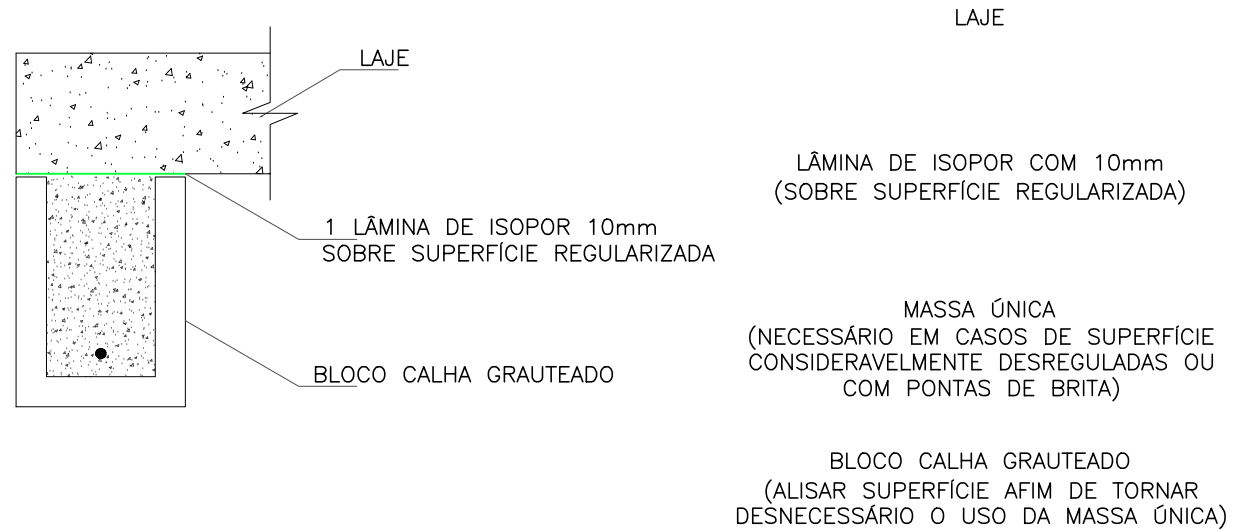 LAJE
1 LÂMINA DE ISOPOR 10mm
SOBRE SUPERFÍCIE REGULARIZADA
BLOCO CALHA GRAUTEADO
LAJE
LÂMINA DE ISOPOR COM 10mm
(SOBRE SUPERFÍCIE REGULARIZADA)
MASSA ÚNICA
(NECESSÁRIO EM CASOS DE SUPERFÍCIE
CONSIDERAVELMENTE DESREGULADAS OU
COM PONTAS DE BRITA)
BLOCO CALHA GRAUTEADO
(ALISAR SUPERFÍCIE AFIM DE TORNAR
DESNECESSÁRIO O USO DA MASSA ÚNICA)